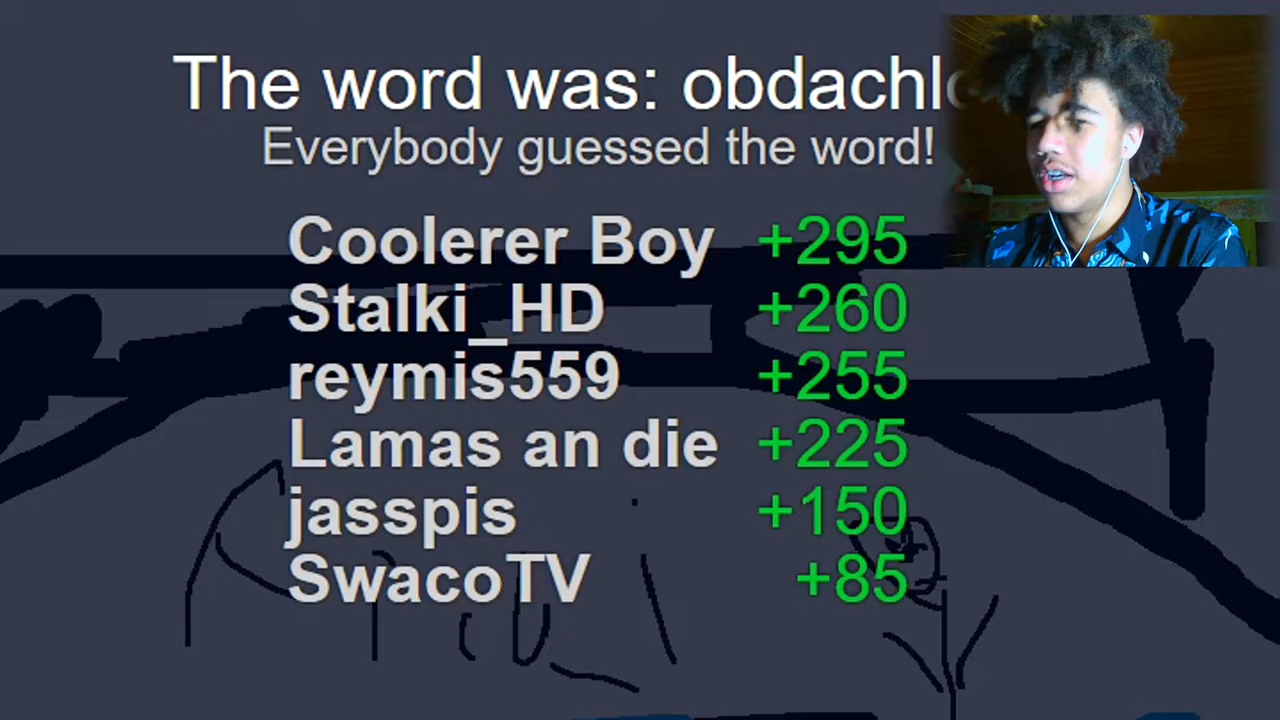 The word was: obdachlo
Everybody guessed the word!
Coolerer Boy +295
Stalki_HD +260
reymis559 +255
Lamas an die +225
jasspis +150
SwacoTV +85